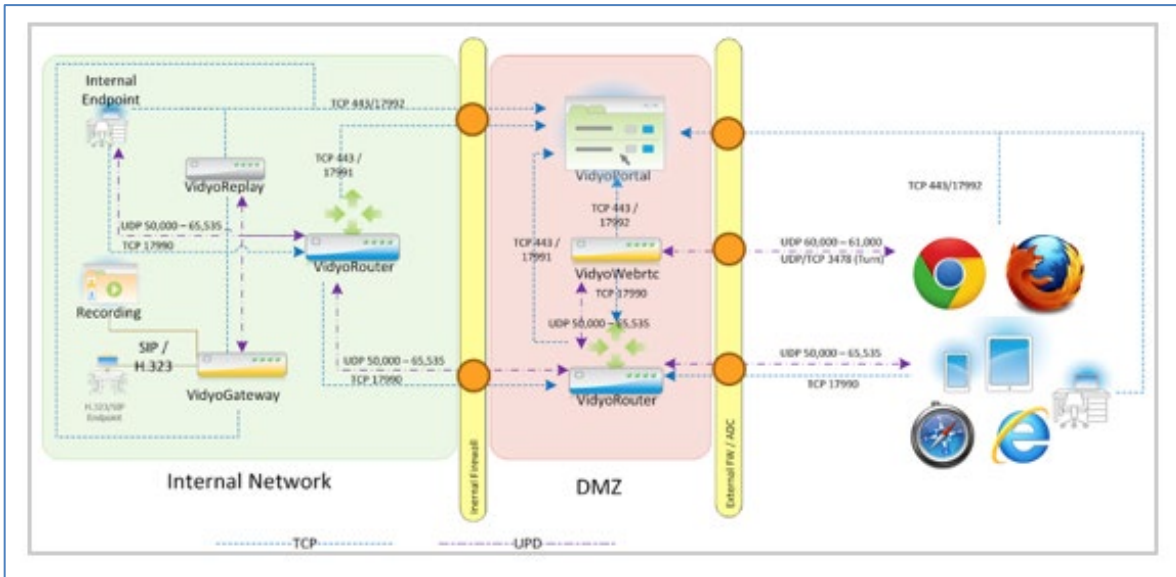 Internal
Endpoint
TCP 443/17992
VidyoReplay
TCP 443 /
17991
UDP 50,000 – 65,535
TCP 17990
VidyoRouter
Recording
SIP /
H.323
VidyoGateway
H.323/SIP
Endpoint
UDP 50,000 – 65,535
TCP 17990
Internal Network
Inernal Firewall
VidyoPortal
TCP 443 /
17992
TCP 443 /
17991
VidyoWebrtc
TCP 17990
UDP 50,000 – 65,535
VidyoRouter
DMZ
External FW / ADC
TCP 443/17992
UDP 60,000 – 61,000
UDP/TCP 3478 (Turn)
UDP 50,000 – 65,535
TCP 17990
TCP
UPD